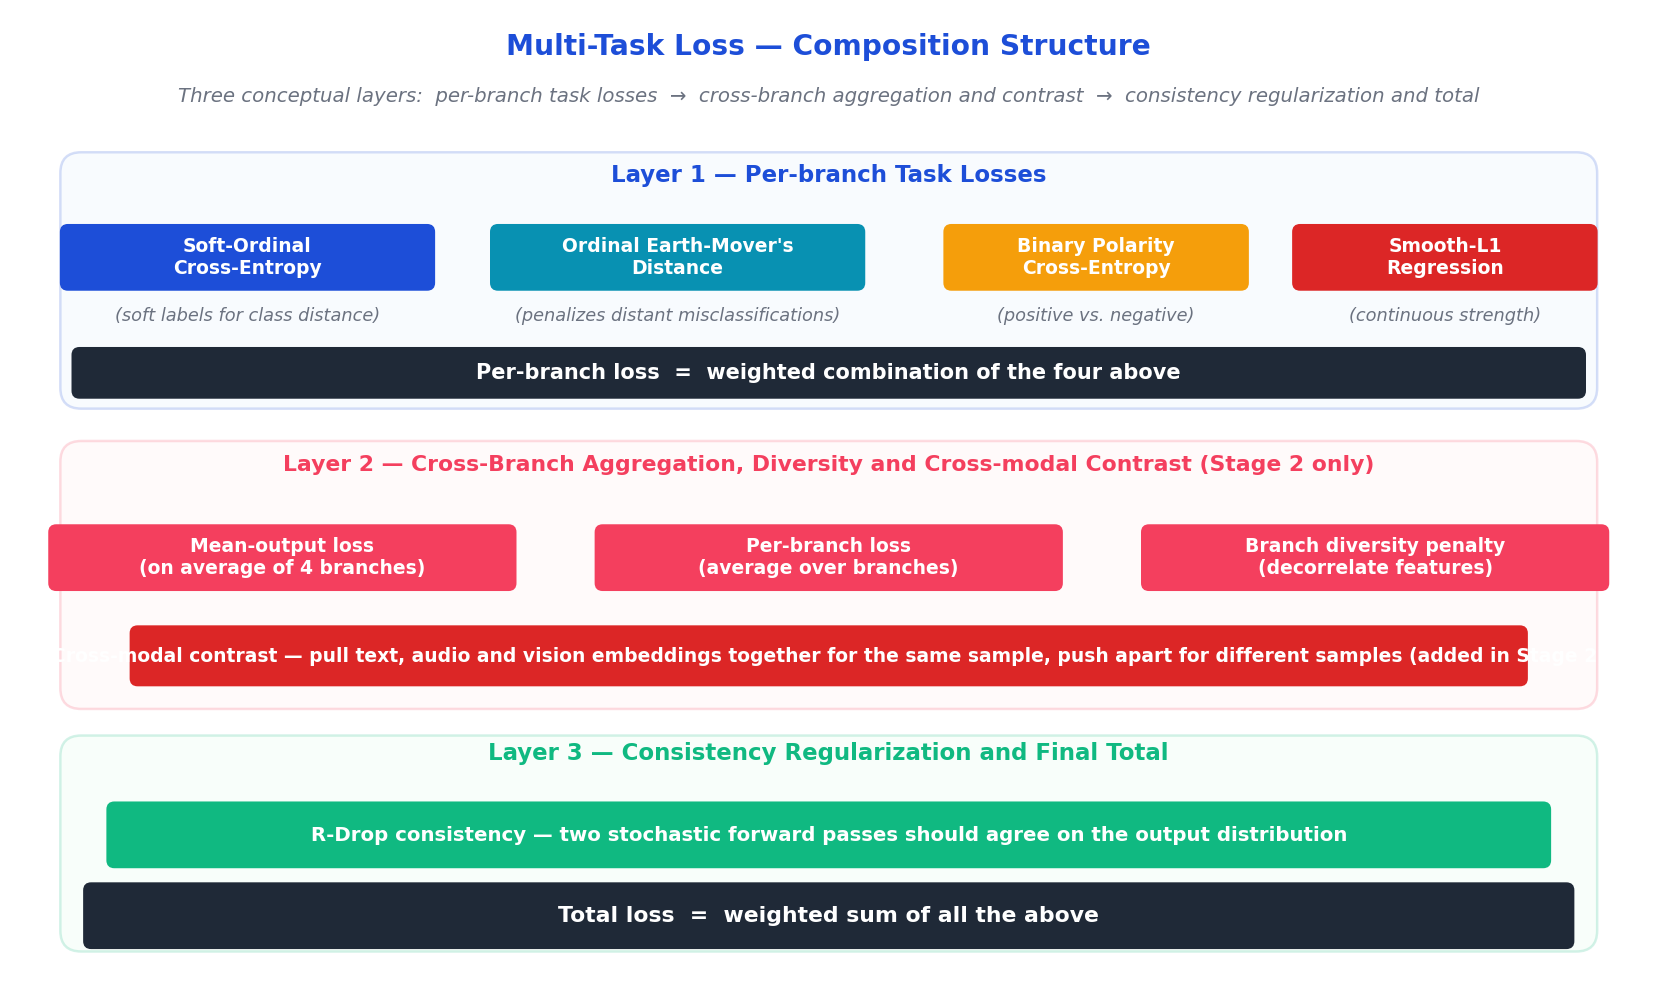 Multi-Task Loss — Composition Structure
Three conceptual layers: per-branch task losses → cross-branch aggregation and contrast → consistency regularization and total
Layer 1 — Per-branch Task Losses
Soft-Ordinal
Cross-Entropy
Ordinal Earth-Mover's
Distance
Binary Polarity
Cross-Entropy
Smooth-L1
Regression
(soft labels for class distance)
(penalizes distant misclassifications)
(positive vs. negative)
(continuous strength)
Per-branch loss = weighted combination of the four above
Layer 2 — Cross-Branch Aggregation, Diversity and Cross-modal Contrast (Stage 2 only)
Mean-output loss
(on average of 4 branches)
Per-branch loss
(average over branches)
Branch diversity penalty
(decorrelate features)
Cross-modal contrast — pull text, audio and vision embeddings together for the same sample, push apart for different samples (added in Stage 2
Layer 3 — Consistency Regularization and Final Total
R-Drop consistency — two stochastic forward passes should agree on the output distribution
Total loss = weighted sum of all the above